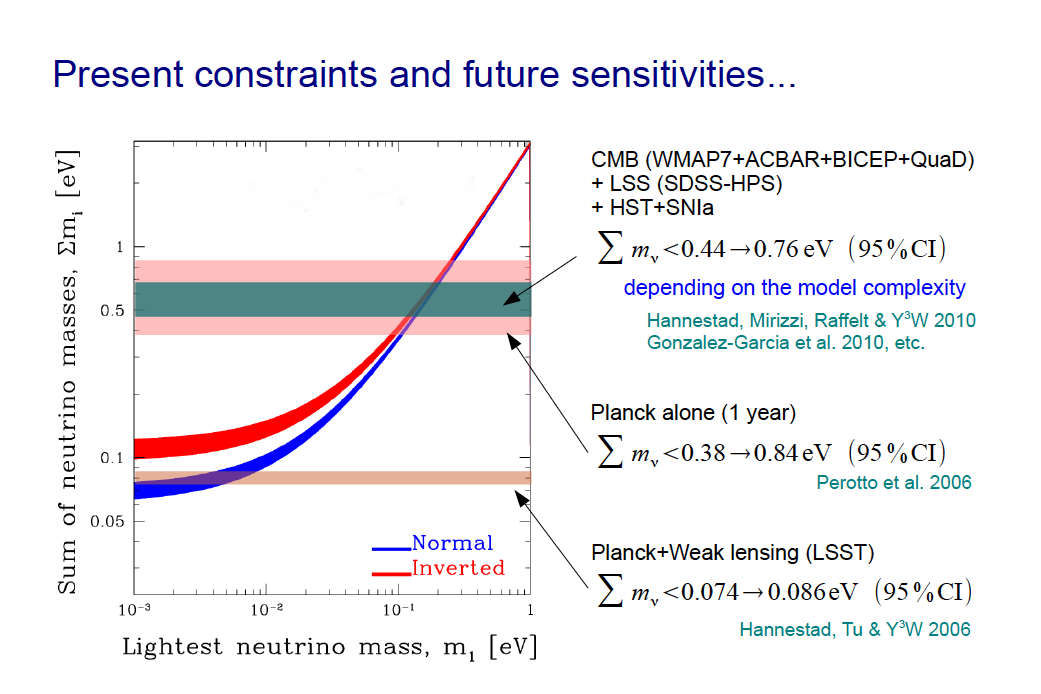 Present constraints and future sensitivities...
CMB (WMAP7+ACBAR+BICEP+QuaD)
+ LSS (SDSS-HPS)
+ HST+SNIa
∑ mν<0.44→0.76 eV (95%CI)
depending on the model complexity
Hannestad, Mirizzi, Raffelt & Y³W 2010
Gonzalez-Garcia et al. 2010, etc.
Planck alone (1 year)
∑ mν<0.38→0.84 eV (95%CI)
Perotto et al. 2006
Planck+Weak lensing (LSST)
∑ mν<0.074→0.086eV (95%CI)
Hannestad, Tu & Y³W 2006
Sum of neutrino masses, Σmᵢ [eV]
1
0.5
0.1
0.05
Normal
Inverted
10⁻³ 10⁻² 10⁻¹ 1
Lightest neutrino mass, m₁ [eV]